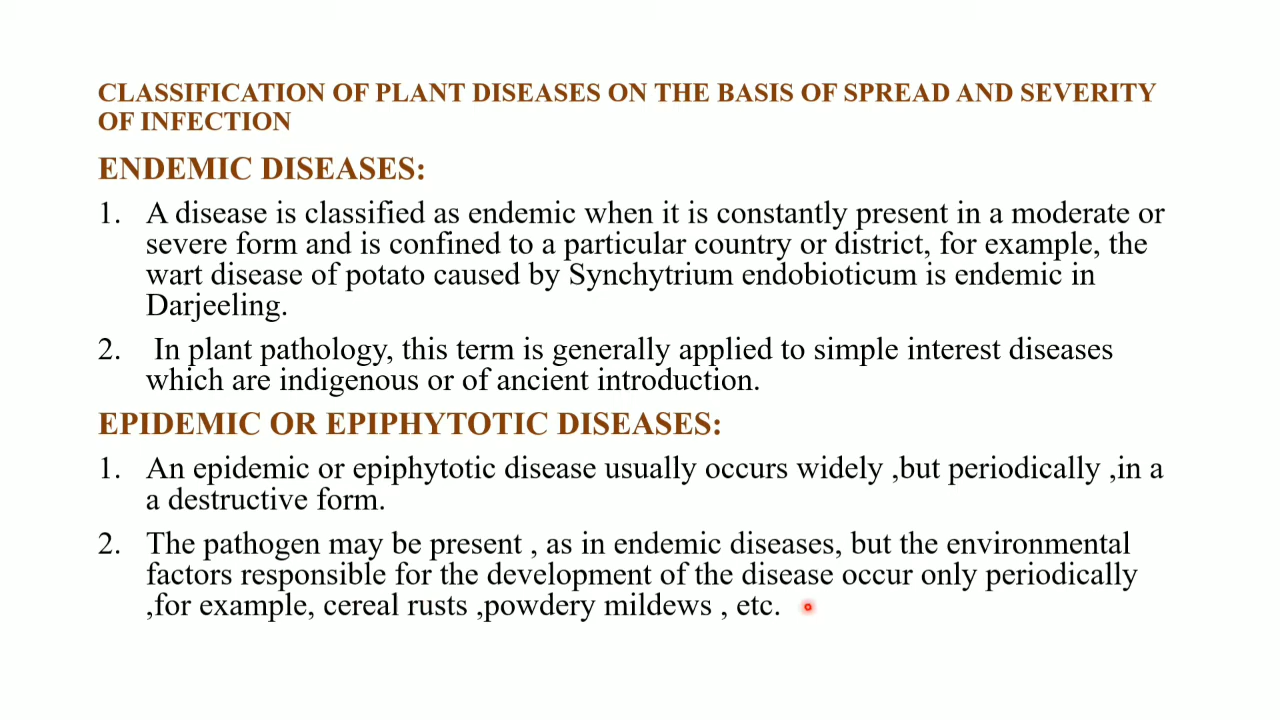 CLASSIFICATION OF PLANT DISEASES ON THE BASIS OF SPREAD AND SEVERITY
OF INFECTION
ENDEMIC DISEASES:
1. A disease is classified as endemic when it is constantly present in a moderate or
severe form and is confined to a particular country or district, for example, the
wart disease of potato caused by Synchytrium endobioticum is endemic in
Darjeeling.
2. In plant pathology, this term is generally applied to simple interest diseases
which are indigenous or of ancient introduction.
EPIDEMIC OR EPIPHYTOTIC DISEASES:
1. An epidemic or epiphytotic disease usually occurs widely ,but periodically ,in a
a destructive form.
2. The pathogen may be present , as in endemic diseases, but the environmental
factors responsible for the development of the disease occur only periodically
,for example, cereal rusts ,powdery mildews , etc.